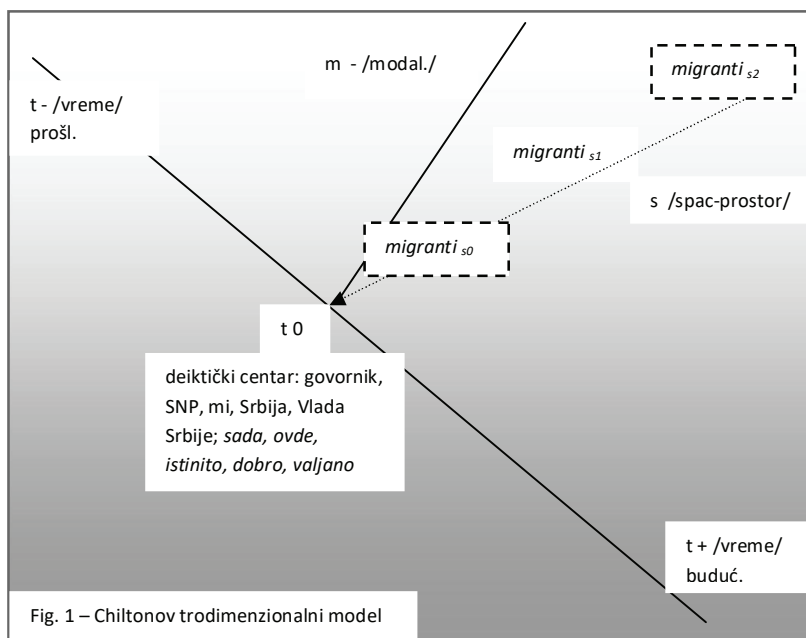 m - /modal./
migranti s2
t - /vreme/
prošl.
migranti s1
s /spac-prostor/
migranti s0
t 0
deiktički centar: govornik,
SNP, mi, Srbija, Vlada
Srbije; sada, ovde,
istinito, dobro, valjano
t + /vreme/
buduć.
Fig. 1 – Chiltonov trodimenzionalni model